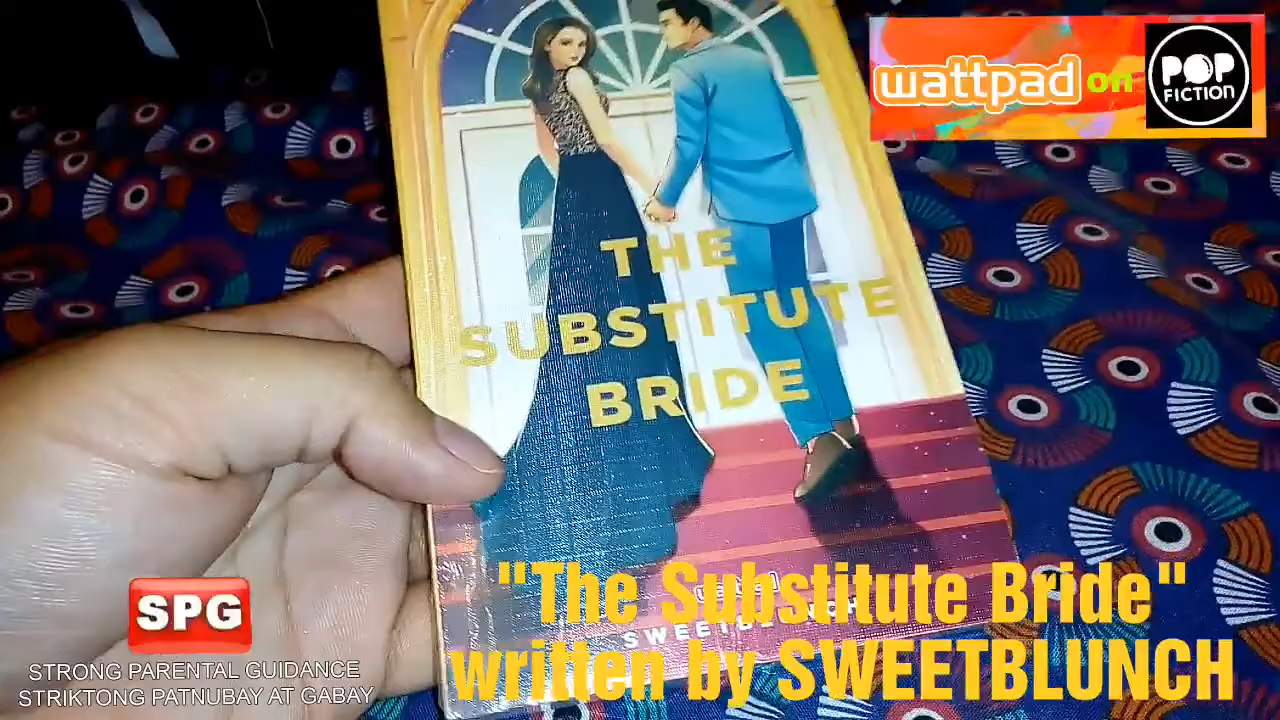 wattpad on
POP
FICTION
THE
SUBSTITUTE
BRIDE
SPG
STRONG PARENTAL GUIDANCE
STRIKTONG PATNUBAY AT GABAY
"The Substitute Bride"
written by SWEETBLUNCH